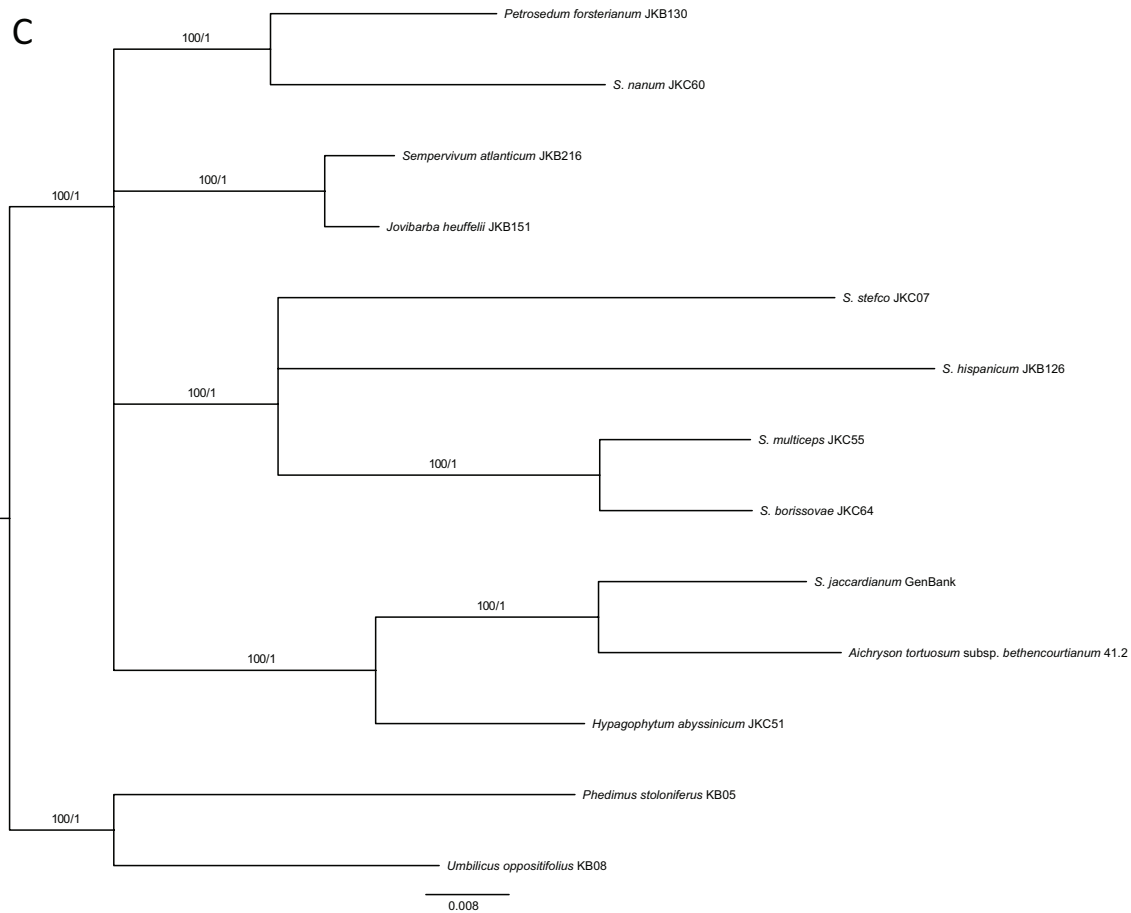 C
Petrosedum forsterianum JKB130
100/1
S. nanum JKC60
Sempervivum atlanticum JKB216
100/1
100/1
Jovibarba heuffelii JKB151
S. stefco JKC07
S. hispanicum JKB126
100/1
S. multiceps JKC55
100/1
S. borissovae JKC64
S. jaccardianum GenBank
100/1
Aichryson tortuosum subsp. bethencourtianum 41.2
100/1
Hypagophytum abyssinicum JKC51
Phedimus stoloniferus KB05
100/1
Umbilicus oppositifolius KB08
0.008